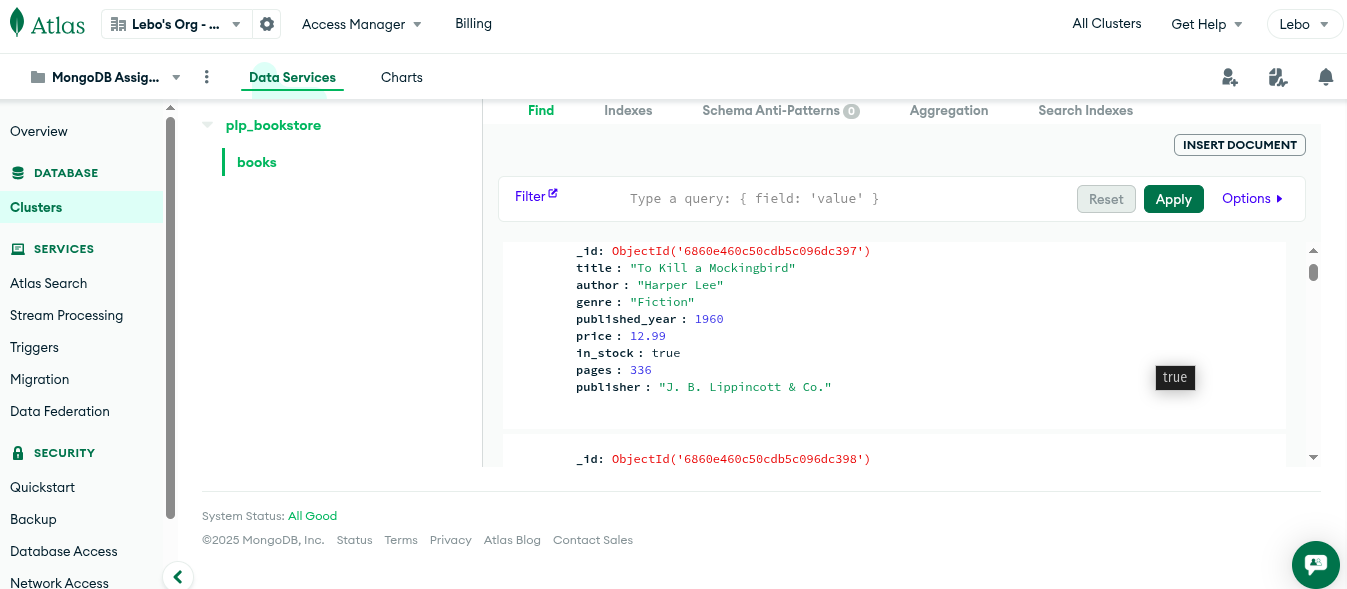 Atlas
Lebo's Org - ...
Access Manager
Billing
All Clusters
Get Help
Lebo
MongoDB Assig...
Data Services
Charts
Overview
DATABASE
Clusters
SERVICES
Atlas Search
Stream Processing
Triggers
Migration
Data Federation
SECURITY
Quickstart
Backup
Database Access
Network Access
plp_bookstore
books
Find
Indexes
Schema Anti-Patterns 0
Aggregation
Search Indexes
INSERT DOCUMENT
Filter
Type a query: { field: 'value' }
Reset
Apply
Options
_id: ObjectId('6860e460c50cdb5c096dc397')
title : "To Kill a Mockingbird"
author : "Harper Lee"
genre : "Fiction"
published_year : 1960
price : 12.99
in_stock : true
pages : 336
publisher : "J. B. Lippincott & Co."
true
_id: ObjectId('6860e460c50cdb5c096dc398')
System Status: All Good
©2025 MongoDB, Inc. Status Terms Privacy Atlas Blog Contact Sales